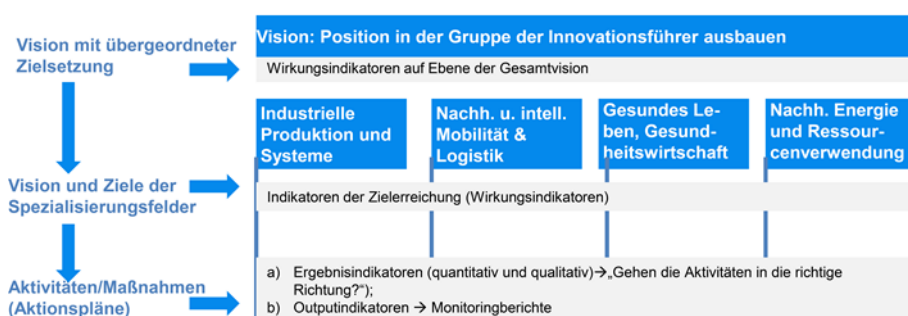 Vision mit übergeordneter
Zielsetzung
Vision: Position in der Gruppe der Innovationsführer ausbauen
Wirkungsindikatoren auf Ebene der Gesamtvision
Industrielle
Produktion und
Systeme
Nachh. u. intell.
Mobilität &
Logistik
Gesundes Le-
ben, Gesund-
heitswirtschaft
Nachh. Energie
und Ressour-
cenverwendung
Vision und Ziele der
Spezialisierungsfelder
Indikatoren der Zielerreichung (Wirkungsindikatoren)
Aktivitäten/Maßnahmen
(Aktionspläne)
a) Ergebnisindikatoren (quantitativ und qualitativ)→„Gehen die Aktivitäten in die richtige
Richtung?“);
b) Outputindikatoren → Monitoringberichte